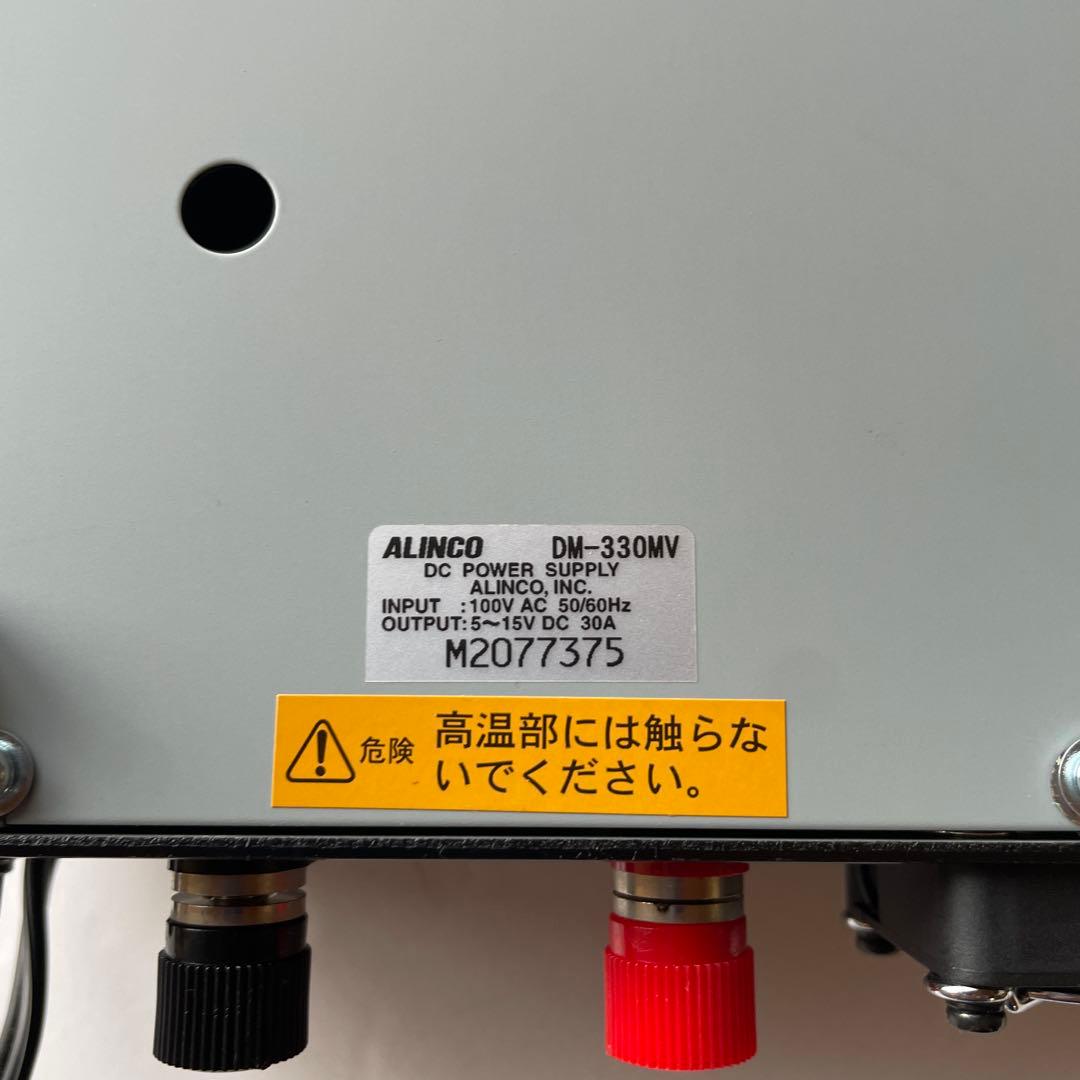 ALINCO DM-330MV
DC POWER SUPPLY
ALINCO, INC.
INPUT :100V AC 50/60Hz
OUTPUT:5～15V DC 30A
M2077375
危険
高温部には触らな
いでください。